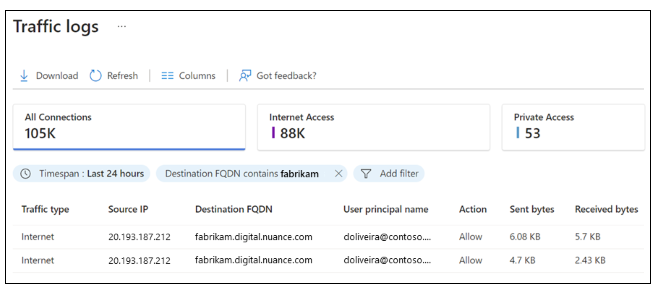 Traffic logs ...
Download Refresh Columns Got feedback?
All Connections Internet Access Private Access
105K 88K 53
Timespan : Last 24 hours Destination FQDN contains fabrikam × Add filter
Traffic type Source IP Destination FQDN User principal name Action Sent bytes Received bytes
Internet 20.193.187.212 fabrikam.digital.nuance.com doliveira@contoso.... Allow 6.08 KB 5.7 KB
Internet 20.193.187.212 fabrikam.digital.nuance.com doliveira@contoso.... Allow 4.7 KB 2.43 KB